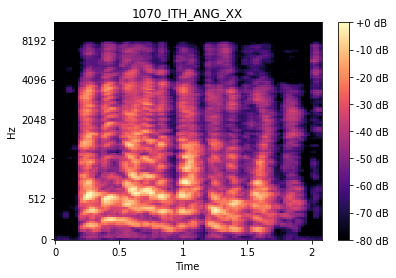 1070_ITH_ANG_XX
8192
4096
2048
1024
512
0
Hz
0
0.5
1
1.5
2
Time
+0 dB
-10 dB
-20 dB
-30 dB
-40 dB
-50 dB
-60 dB
-70 dB
-80 dB